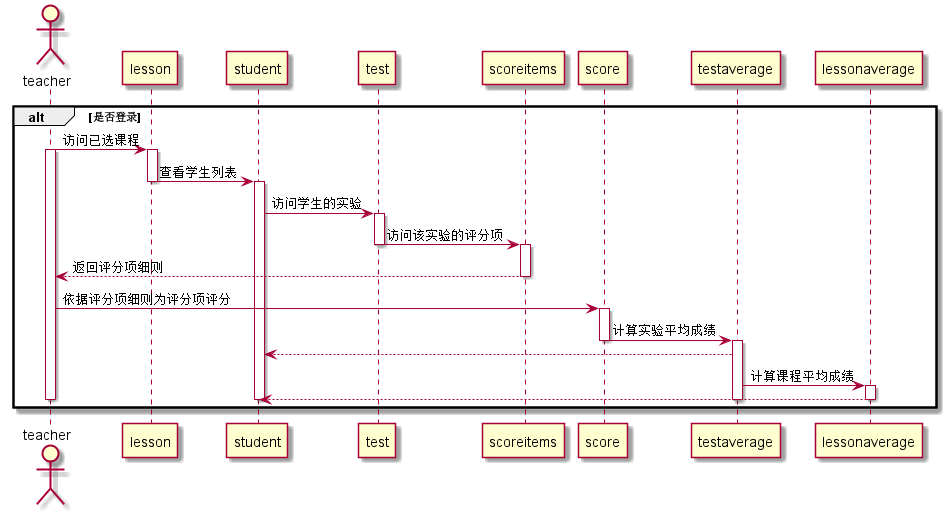 teacher
lesson
student
test
scoreitems
score
testaverage
lessonaverage
alt
[是否登录]
访问已选课程
查看学生列表
访问学生的实验
访问该实验的评分项
返回评分项细则
依据评分项细则为评分项评分
计算实验平均成绩
计算课程平均成绩
teacher
lesson
student
test
scoreitems
score
testaverage
lessonaverage